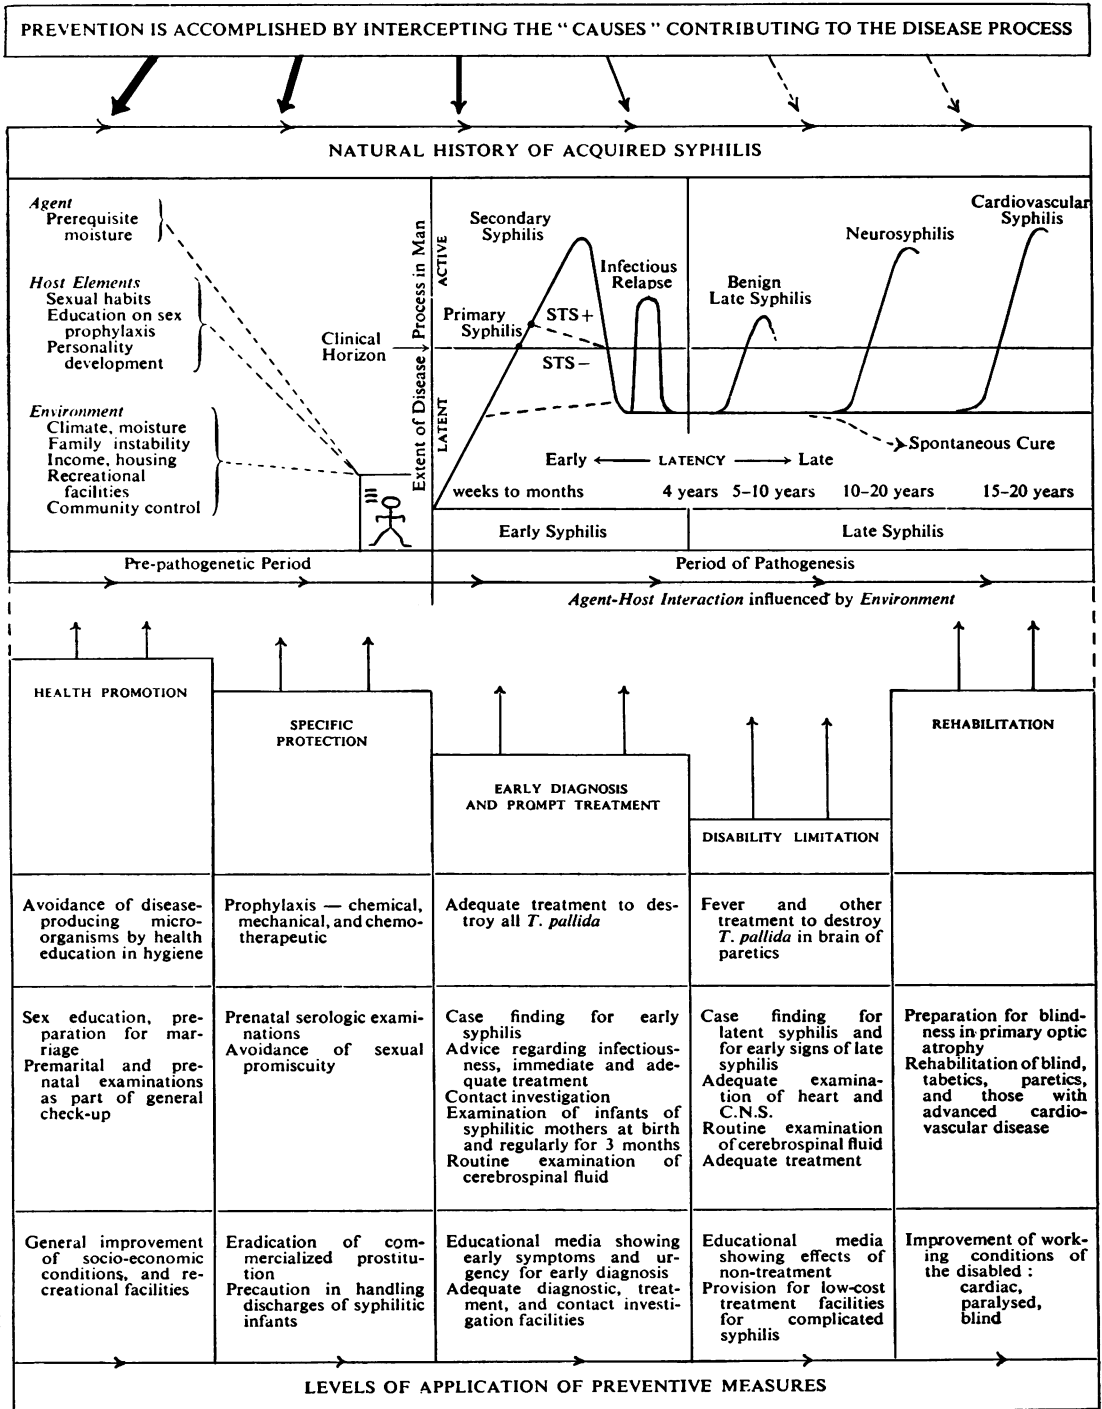 PREVENTION IS ACCOMPLISHED BY INTERCEPTING THE "CAUSES" CONTRIBUTING TO THE DISEASE PROCESS
NATURAL HISTORY OF ACQUIRED SYPHILIS
Agent
Prerequisite
moisture
Host Elements
Sexual habits
Education on sex
prophylaxis
Personality
development
Environment
Climate, moisture
Family instability
Income, housing
Recreational
facilities
Community control
Clinical
Horizon
Extent of Disease Process in Man
LATENT
ACTIVE
Secondary
Syphilis
Infectious
Relapse
Primary
Syphilis
STS+
STS−
Benign
Late Syphilis
Neurosyphilis
Cardiovascular
Syphilis
Spontaneous Cure
Early LATENCY Late
weeks to months 4 years 5–10 years 10–20 years 15–20 years
Early Syphilis Late Syphilis
Pre-pathogenetic Period Period of Pathogenesis
Agent-Host Interaction influenced by Environment
HEALTH PROMOTION
Avoidance of disease-
producing micro-
organisms by health
education in hygiene
Sex education, pre-
paration for mar-
riage
Premarital and pre-
natal examinations
as part of general
check-up
General improvement
of socio-economic
conditions, and re-
creational facilities
SPECIFIC
PROTECTION
Prophylaxis — chemical,
mechanical, and chemo-
therapeutic
Prenatal serologic exami-
nations
Avoidance of sexual
promiscuity
Eradication of com-
mercialized prostitu-
tion
Precaution in handling
discharges of syphilitic
infants
EARLY DIAGNOSIS
AND PROMPT TREATMENT
Adequate treatment to des-
troy all T. pallida
Case finding for early
syphilis
Advice regarding infectious-
ness, immediate and ade-
quate treatment
Contact investigation
Examination of infants of
syphilitic mothers at birth
and regularly for 3 months
Routine examination of
cerebrospinal fluid
Educational media showing
early symptoms and ur-
gency for early diagnosis
Adequate diagnostic, treat-
ment, and contact investi-
gation facilities
DISABILITY LIMITATION
Fever and other
treatment to destroy
T. pallida in brain of
paretics
Case finding for
latent syphilis and
for early signs of late
syphilis
Adequate examina-
tion of heart and
C.N.S.
Routine examination
of cerebrospinal fluid
Adequate treatment
Educational media
showing effects of
non-treatment
Provision for low-cost
treatment facilities
for complicated
syphilis
REHABILITATION
Preparation for blind-
ness in primary optic
atrophy
Rehabilitation of blind,
tabetics, paretics,
and those with
advanced cardio-
vascular disease
Improvement of work-
ing conditions of
the disabled :
cardiac,
paralysed,
blind
LEVELS OF APPLICATION OF PREVENTIVE MEASURES